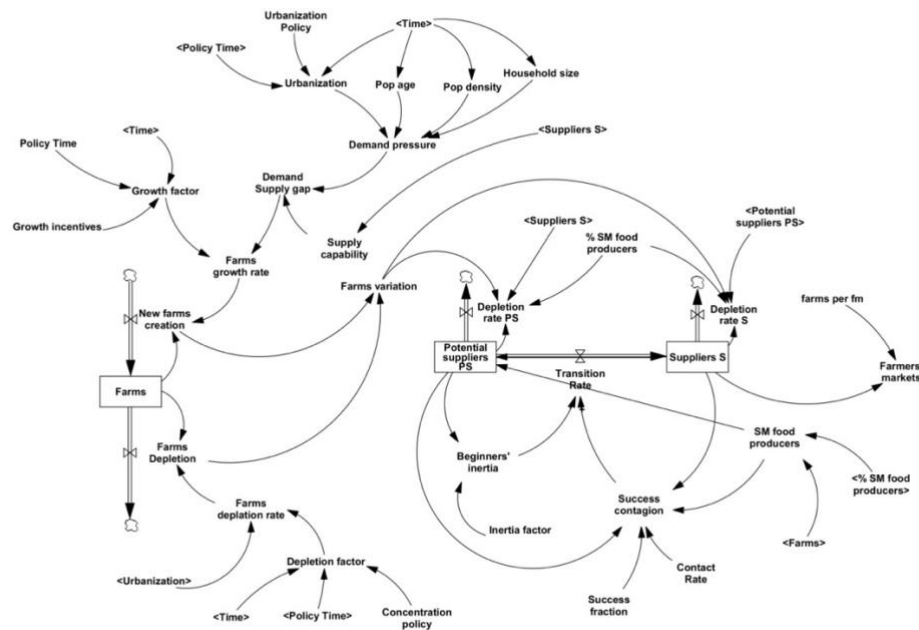 Urbanization
Policy
<Time>
<Policy Time>
Urbanization
Pop age
Pop density
Household size
<Time>
Policy Time
Demand pressure
<Suppliers S>
Growth factor
Demand
Supply gap
Growth incentives
Supply
capability
<Suppliers S>
% SM food
producers
<Potential
suppliers PS>
Farms
growth rate
Farms variation
New farms
creation
Depletion
rate PS
Depletion
rate S
farms per fm
Potential
suppliers
PS
Suppliers S
Transition
Rate
Farmers
markets
Farms
Farms
Depletion
Beginners'
inertia
SM food
producers
<% SM food
producers>
Farms
deplation rate
Success
contagion
Inertia factor
<Farms>
<Urbanization>
Depletion factor
Contact
Rate
<Time>
<Policy Time>
Concentration
policy
Success
fraction